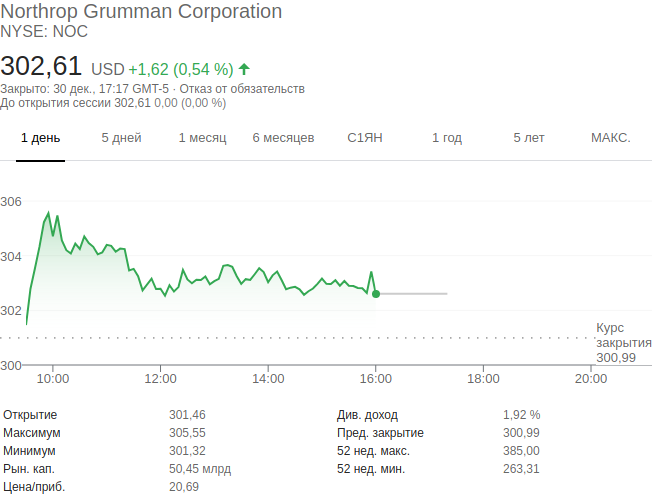 Northrop Grumman Corporation
NYSE: NOC
302,61 USD +1,62 (0,54 %)
Закрыто: 30 дек., 17:17 GMT-5 · Отказ от обязательств
До открытия сессии 302,61 0,00 (0,00 %)
1 день 5 дней 1 месяц 6 месяцев С1ЯН 1 год 5 лет МАКС.
306
304
302
Курс
закрытия
300,99
300
10:00 12:00 14:00 16:00 18:00 20:00
Открытие 301,46 Див. доход 1,92 %
Максимум 305,55 Пред. закрытие 300,99
Минимум 301,32 52 нед. макс. 385,00
Рын. кап. 50,45 млрд 52 нед. мин. 263,31
Цена/приб. 20,69